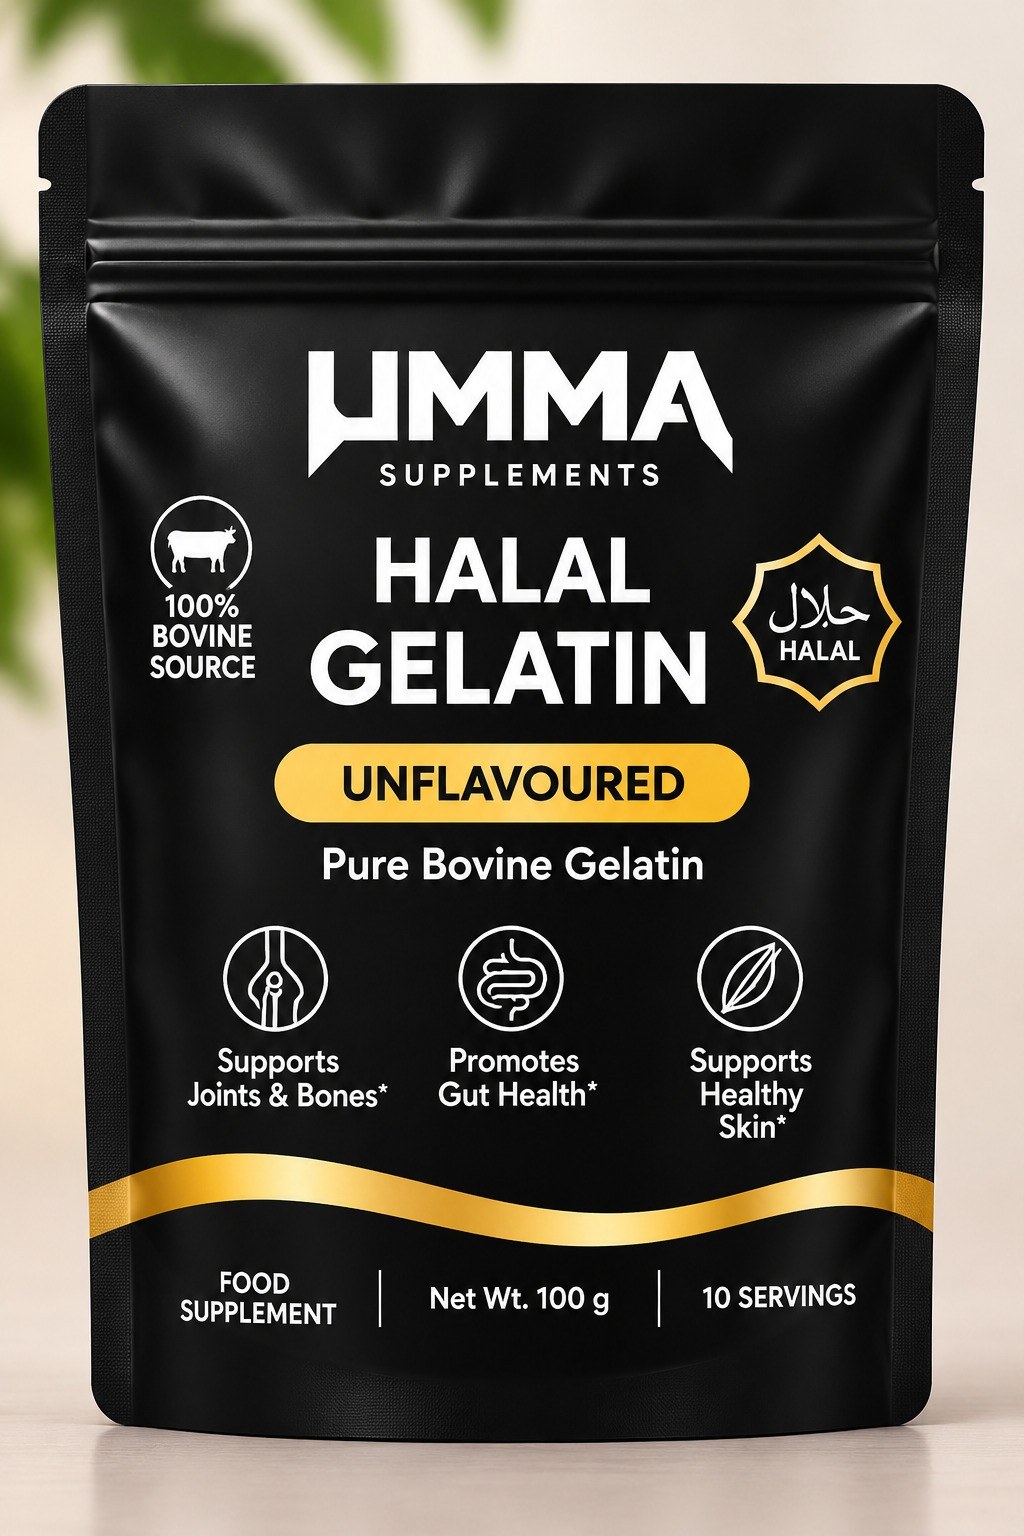 UMMA
SUPPLEMENTS
HALAL
GELATIN
100%
BOVINE
SOURCE
حلال
HALAL
UNFLAVOURED
Pure Bovine Gelatin
Supports
Joints & Bones*
Promotes
Gut Health*
Supports
Healthy
Skin*
FOOD
SUPPLEMENT
Net Wt. 100 g
10 SERVINGS